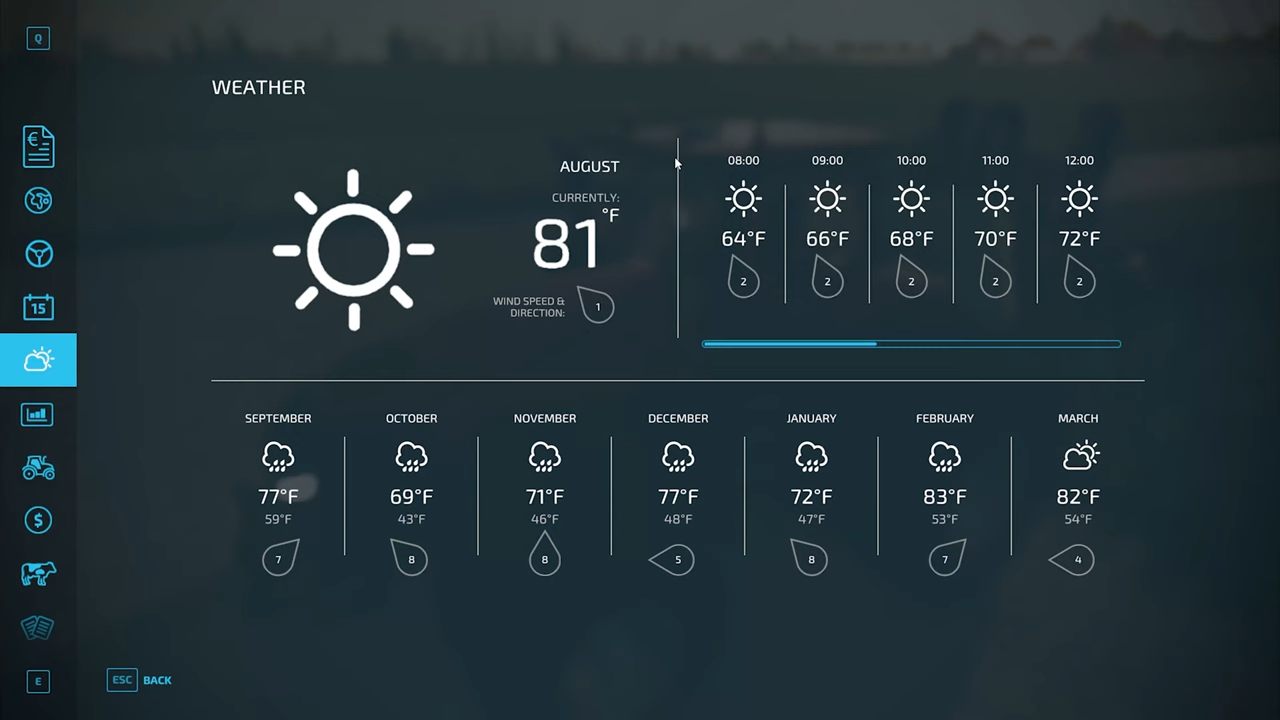 Q
WEATHER
AUGUST
CURRENTLY:
81 °F
WIND SPEED &
DIRECTION:
1
08:00 09:00 10:00 11:00 12:00
64°F 66°F 68°F 70°F 72°F
2 2 2 2 2
€
15
$
SEPTEMBER OCTOBER NOVEMBER DECEMBER JANUARY FEBRUARY MARCH
77°F 69°F 71°F 77°F 72°F 83°F 82°F
59°F 43°F 46°F 48°F 47°F 53°F 54°F
7 8 8 5 8 7 4
E
ESC BACK